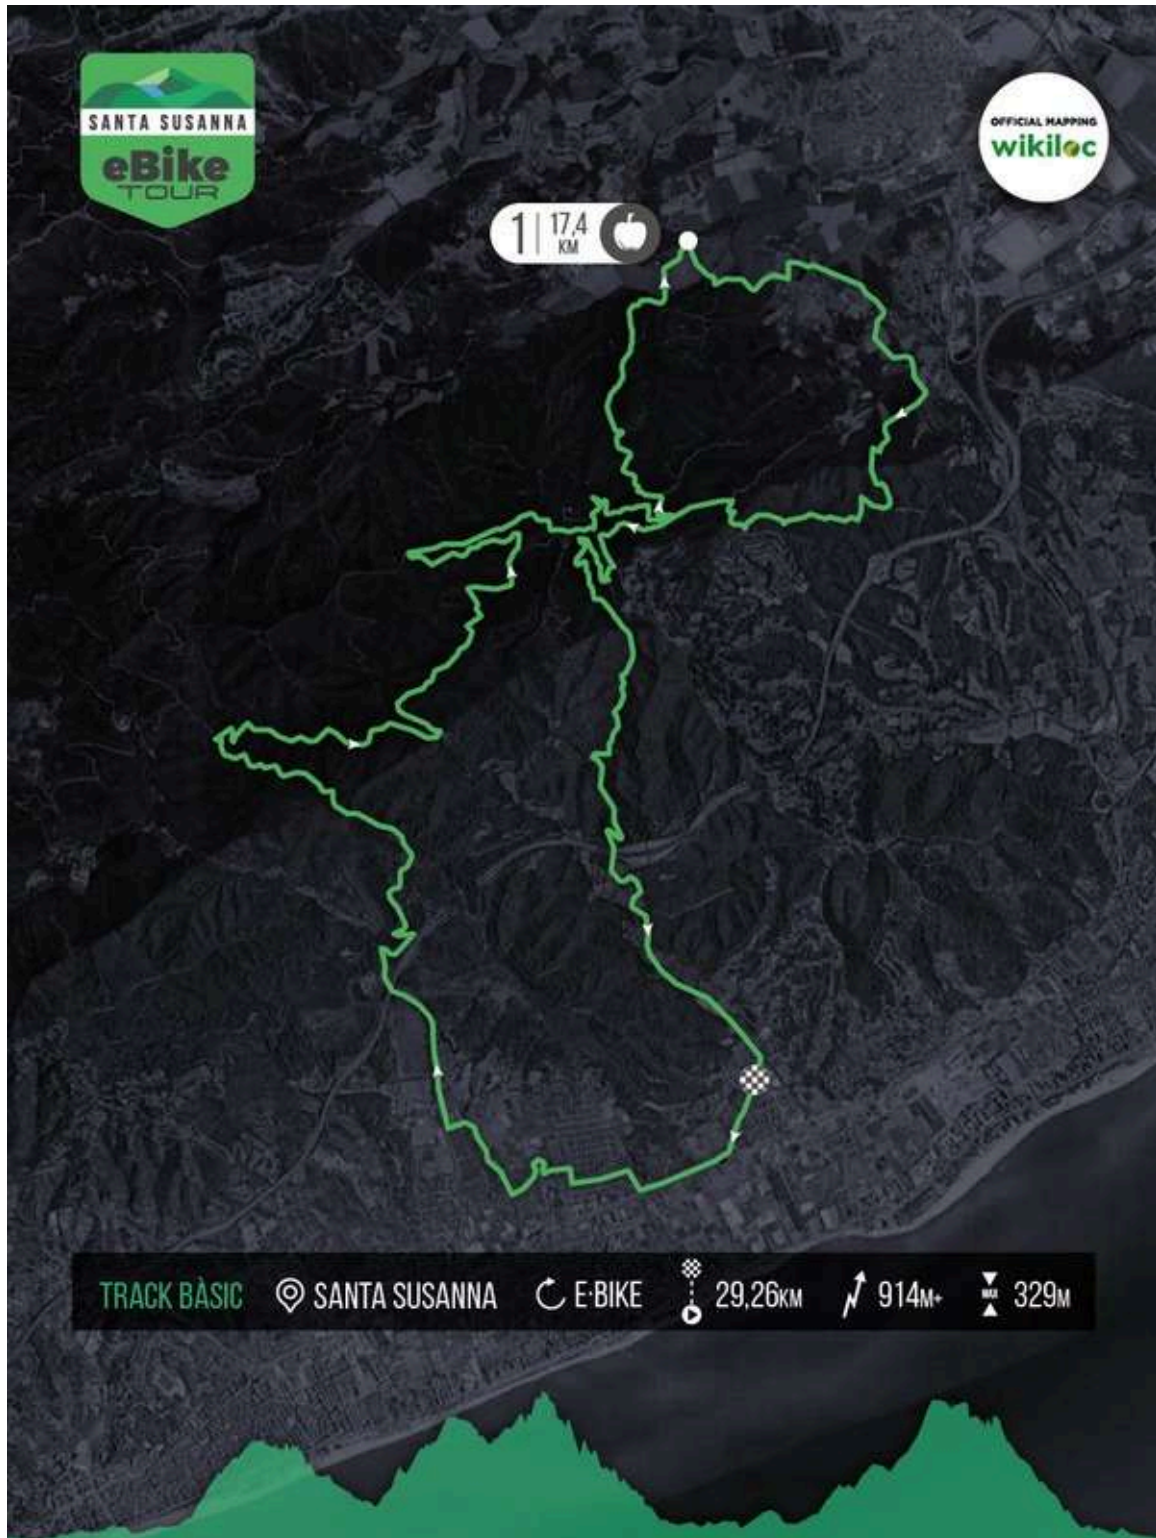 SANTA SUSANNA
eBike
TOUR
OFFICIAL MAPPING
wikiloc
1 | 17,4
KM
TRACK BÀSIC
SANTA SUSANNA
E·BIKE
29,26KM
914M+
MAX
329M